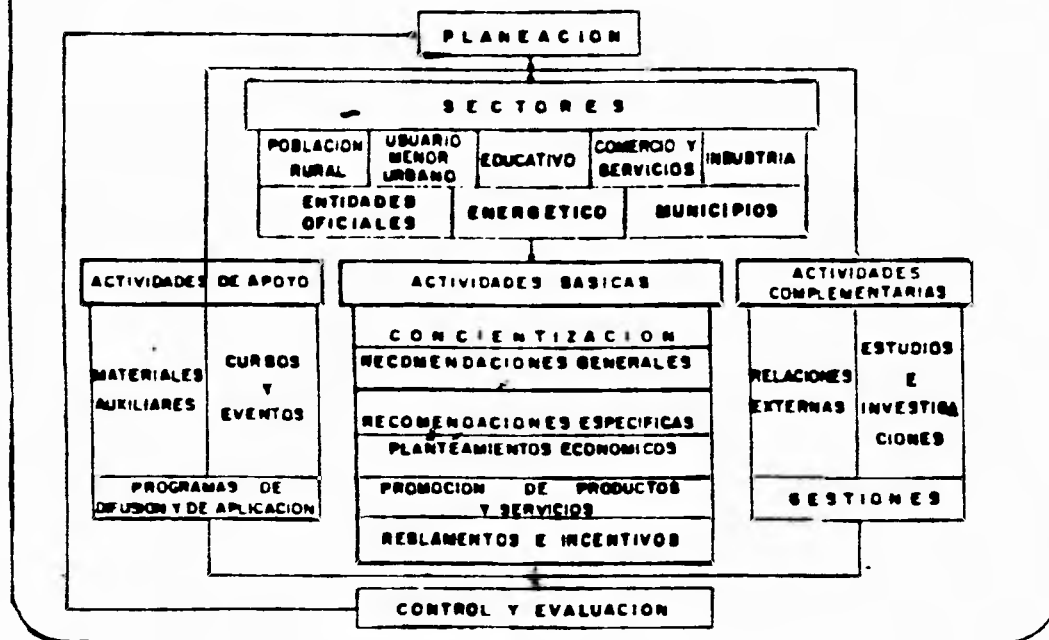 PLANEACION
SECTORES
POBLACION RURAL
USUARIO MENOR URBANO
EDUCATIVO
COMERCIO Y SERVICIOS
INDUSTRIA
ENTIDADES OFICIALES
ENERGETICO
MUNICIPIOS
ACTIVIDADES DE APOYO
MATERIALES AUXILIARES
CURSOS Y EVENTOS
PROGRAMAS DE
DIFUSION Y DE APLICACION
ACTIVIDADES BASICAS
CONCIENTIZACION
RECOMENDACIONES GENERALES
RECOMENDACIONES ESPECIFICAS
PLANTEAMIENTOS ECONOMICOS
PROMOCION DE PRODUCTOS
Y SERVICIOS
REGLAMENTOS E INCENTIVOS
ACTIVIDADES
COMPLEMENTARIAS
RELACIONES EXTERNAS
ESTUDIOS
E
INVESTIGA
CIONES
GESTIONES
CONTROL Y EVALUACION